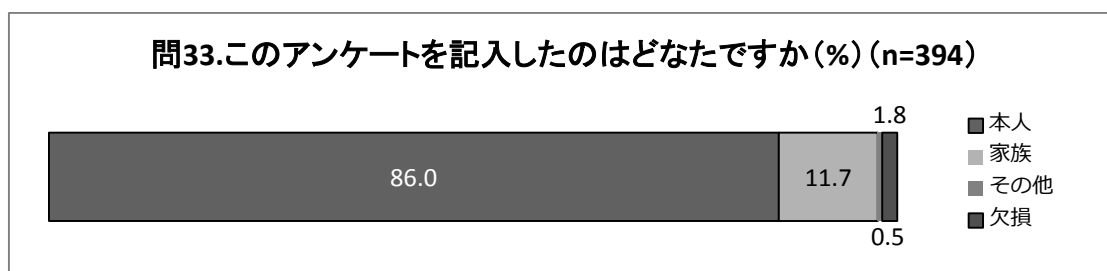 問33.このアンケートを記入したのはどなたですか(%)(n=394)
1.8
86.0
11.7
0.5
本人
家族
その他
欠損